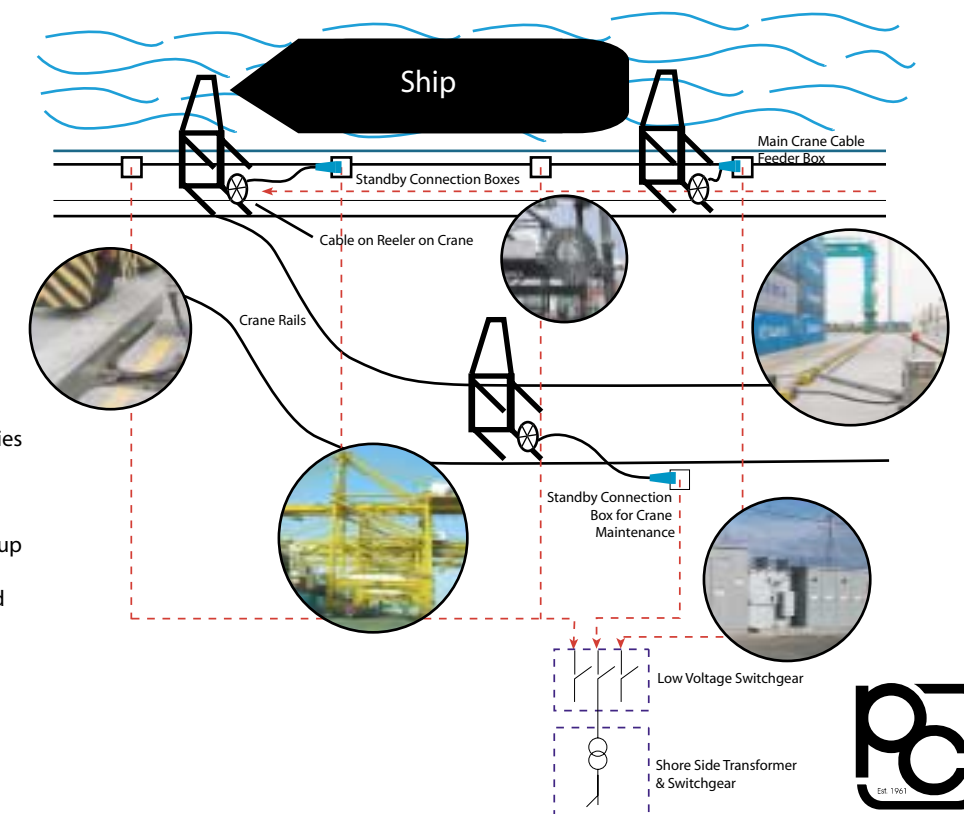 Ship
Main Crane Cable
Feeder Box
Standby Connection Boxes
Cable on Reeler on Crane
Crane Rails
ies
up
d
Standby Connection
Box for Crane
Maintenance
Low Voltage Switchgear
Shore Side Transformer
& Switchgear
pc
Est. 1961